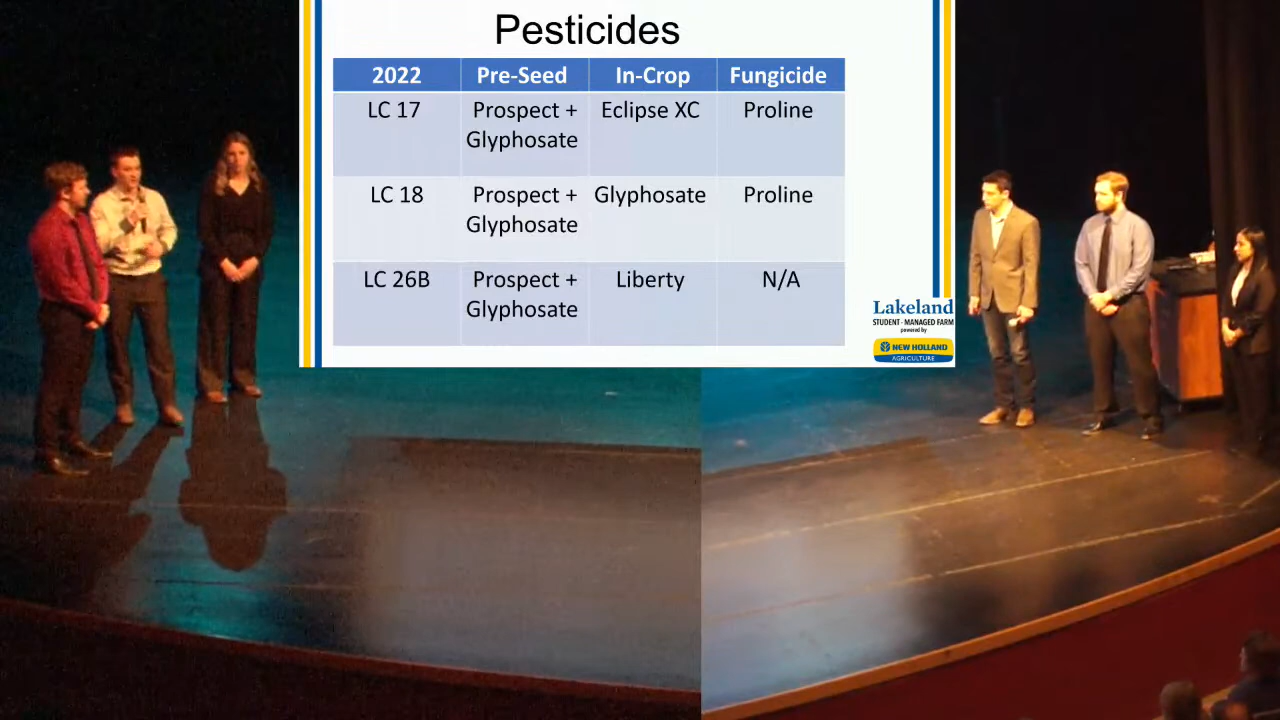 Pesticides
2022 Pre-Seed In-Crop Fungicide
LC 17 Prospect + Eclipse XC Proline
Glyphosate
LC 18 Prospect + Glyphosate Proline
Glyphosate
LC 26B Prospect + Liberty N/A
Glyphosate
Lakeland
STUDENT-MANAGED FARM
powered by
NEW HOLLAND
AGRICULTURE